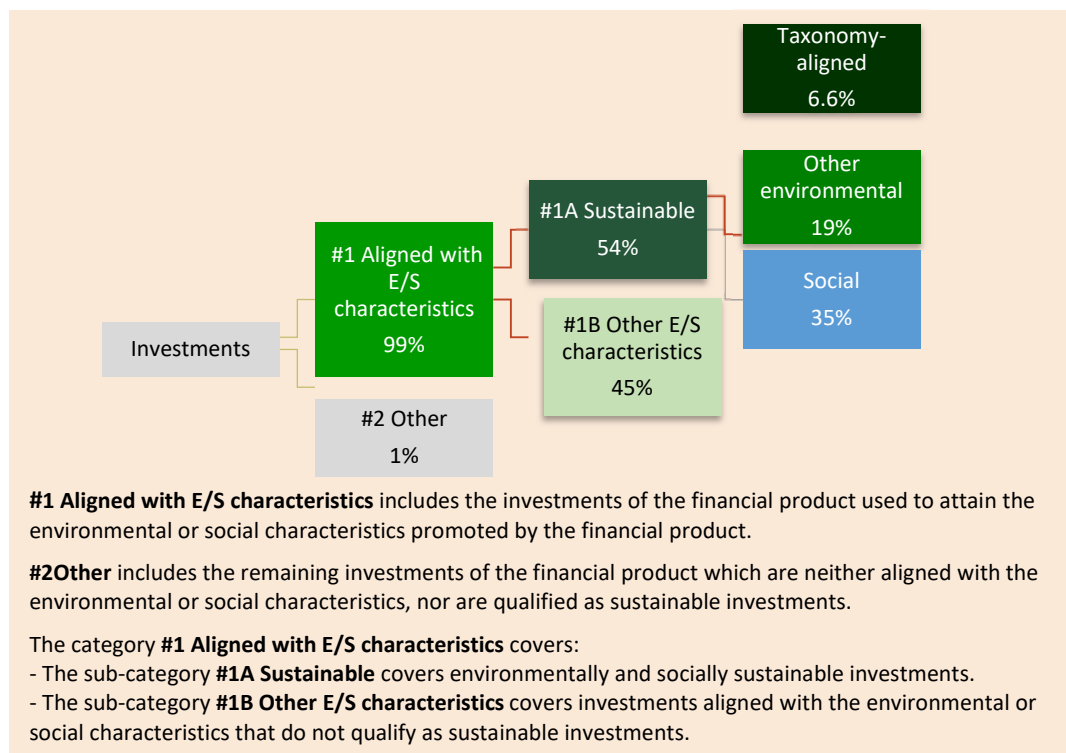 Taxonomy-
aligned
6.6%
Other
environmental
19%
#1A Sustainable
54%
#1 Aligned with
E/S
characteristics
99%
Social
35%
#1B Other E/S
characteristics
45%
Investments
#2 Other
1%
#1 Aligned with E/S characteristics includes the investments of the financial product used to attain the
environmental or social characteristics promoted by the financial product.
#2Other includes the remaining investments of the financial product which are neither aligned with the
environmental or social characteristics, nor are qualified as sustainable investments.
The category #1 Aligned with E/S characteristics covers:
- The sub-category #1A Sustainable covers environmentally and socially sustainable investments.
- The sub-category #1B Other E/S characteristics covers investments aligned with the environmental or
social characteristics that do not qualify as sustainable investments.